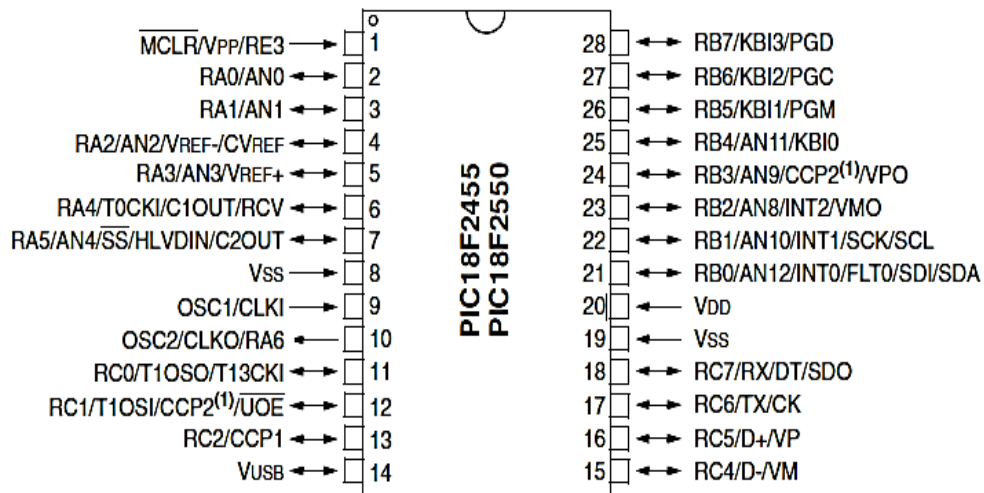 MCLR/VPP/RE3 1
RA0/AN0 2
RA1/AN1 3
RA2/AN2/VREF-/CVREF 4
RA3/AN3/VREF+ 5
RA4/T0CKI/C1OUT/RCV 6
RA5/AN4/SS/HLVDIN/C2OUT 7
VSS 8
OSC1/CLKI 9
OSC2/CLKO/RA6 10
RC0/T1OSO/T13CKI 11
RC1/T1OSI/CCP2(1)/UOE 12
RC2/CCP1 13
VUSB 14
PIC18F2455
PIC18F2550
28 RB7/KBI3/PGD
27 RB6/KBI2/PGC
26 RB5/KBI1/PGM
25 RB4/AN11/KBI0
24 RB3/AN9/CCP2(1)/VPO
23 RB2/AN8/INT2/VMO
22 RB1/AN10/INT1/SCK/SCL
21 RB0/AN12/INT0/FLT0/SDI/SDA
20 VDD
19 VSS
18 RC7/RX/DT/SDO
17 RC6/TX/CK
16 RC5/D+/VP
15 RC4/D-/VM